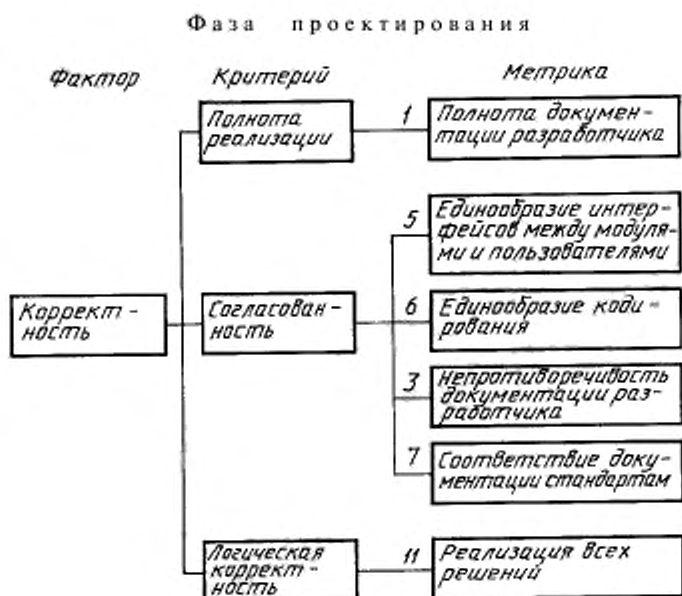 Фаза проектирования
Фактор Критерий Метрика
Полнота
реализации
1
Полнота докумен-
тации разработчика
5
Единообразие интер-
фейсов между модуля-
ми и пользователями
Коррект-
ность
Согласован-
ность
6
Единообразие коди-
рования
3
Непротиворечивость
документации раз-
работчика
7
Соответствие доку-
ментации стандартам
Логическая
коррект-
ность
11
Реализация всех
решений